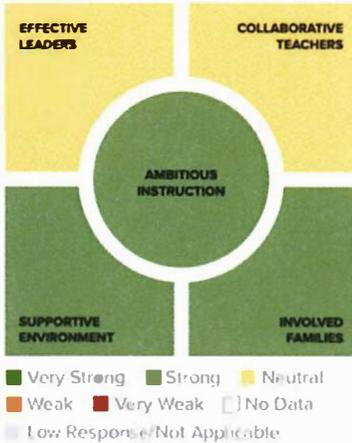 EFFECTIVE
LEADERS
COLLABORATIVE
TEACHERS
AMBITIOUS
INSTRUCTION
SUPPORTIVE
ENVIRONMENT
INVOLVED
FAMILIES
Very Strong Strong Neutral
Weak Very Weak No Data
Low Response/Not Applicable